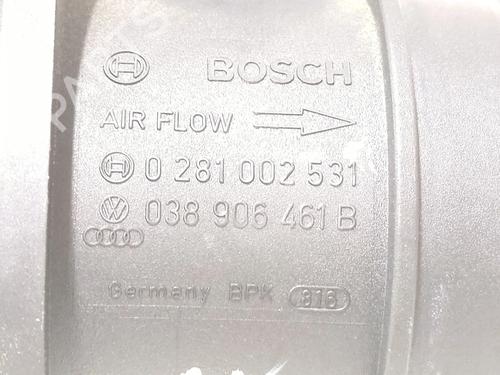 BOSCH
AIR FLOW
0 281 002 531
038 906 461 B
Germany BPK 816